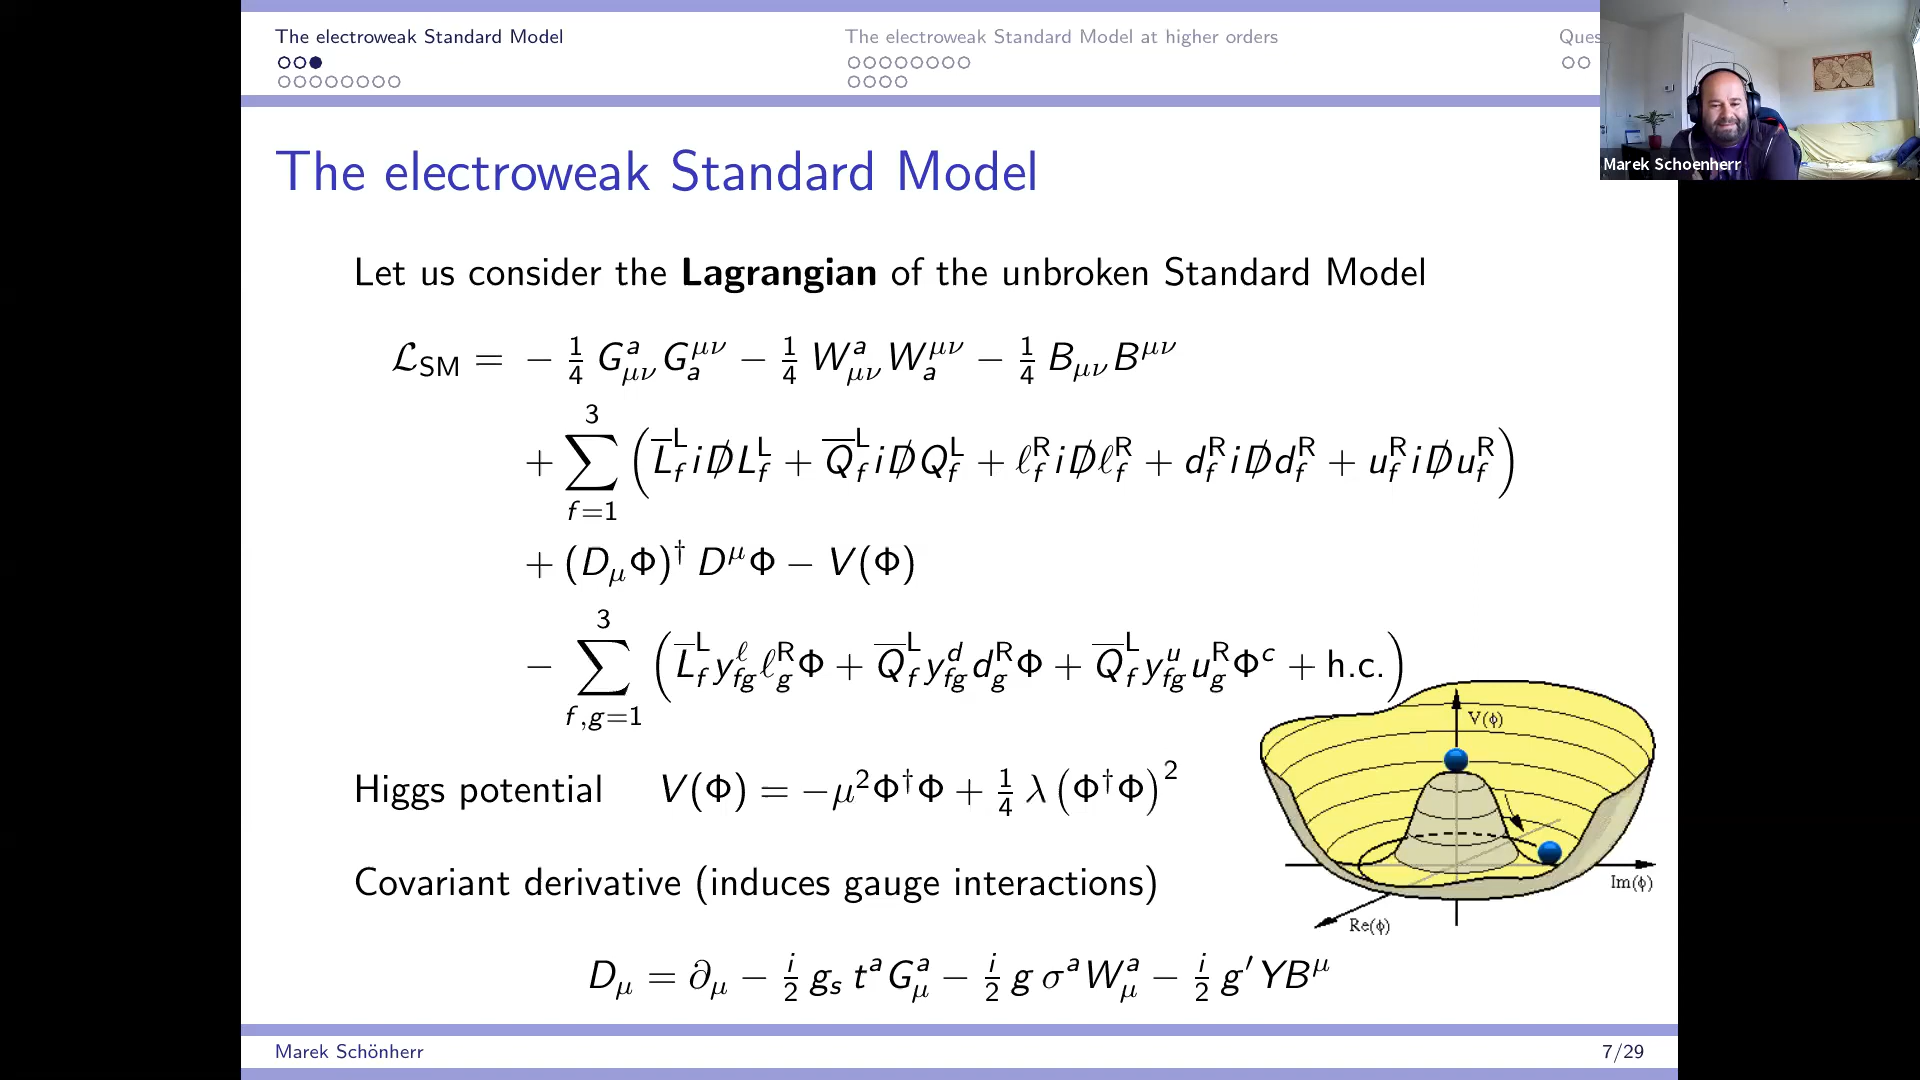 The electroweak Standard Model
The electroweak Standard Model at higher orders
Ques
Marek Schoenherr
The electroweak Standard Model
Let us consider the Lagrangian of the unbroken Standard Model
ℒ_SM = − 1/4 G^a_μν G_a^μν − 1/4 W^a_μν W_a^μν − 1/4 B_μν B^μν
+ ∑_{f=1}^{3} ( L̅^L_f i D̸ L^L_f + Q̅^L_f i D̸ Q^L_f + ℓ^R_f i D̸ ℓ^R_f + d^R_f i D̸ d^R_f + u^R_f i D̸ u^R_f )
+ (D_μ Φ)^† D^μ Φ − V(Φ)
− ∑_{f,g=1}^{3} ( L̅^L_f y^ℓ_fg ℓ^R_g Φ + Q̅^L_f y^d_fg d^R_g Φ + Q̅^L_f y^u_fg u^R_g Φ^c + h.c. )
V(ϕ)
Im(ϕ)
Re(ϕ)
Higgs potential V(Φ) = −μ²Φ^†Φ + 1/4 λ (Φ^†Φ)²
Covariant derivative (induces gauge interactions)
D_μ = ∂_μ − i/2 g_s t^a G^a_μ − i/2 g σ^a W^a_μ − i/2 g′ Y B^μ
Marek Schönherr
7/29